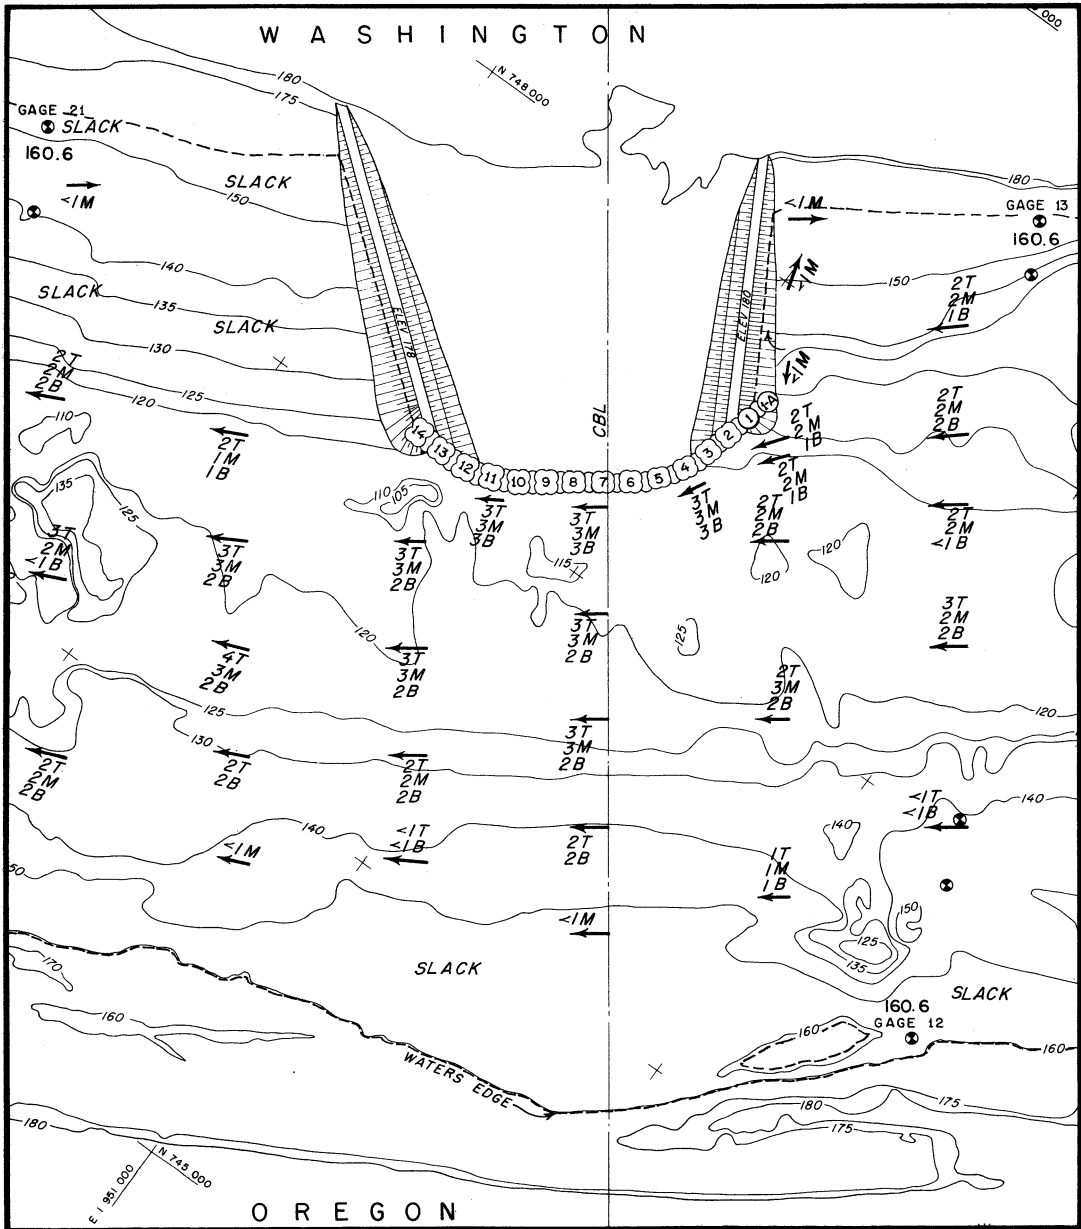 WASHINGTON
000
N 748 000
180
175
GAGE 21
SLACK
160.6
<1M
SLACK
150
180
<1M
GAGE 13
160.6
<1M
150
2T
2M
1B
140
SLACK
135
SLACK
130
ELEV 178
ELEV 180
<1M
2T
2M
2B
125
120
110
CBL
2T
2M
1B
2T
2M
2B
14
13
12
11
10
9
8
7
6
5
4
3
2
1
1-A
2T
1M
1B
2T
2M
1B
135
125
110
105
3T
3M
3B
3T
3M
3B
3T
3M
3B
2T
2M
2B
2T
2M
<1B
3T
2M
<1B
3T
3M
2B
3T
3M
2B
115
120
120
120
125
3T
3M
2B
3T
2M
2B
4T
3M
2B
3T
3M
2B
2T
3M
2B
125
120
130
3T
3M
2B
2T
2M
2B
2T
2B
2T
2M
2B
<1T
<1B
140
140
140
<1M
<1T
<1B
2T
2B
1T
1M
1B
50
<1M
150
125
135
SLACK
SLACK
170
160
160.6
GAGE 12
160
160
WATERS EDGE
175
180
175
180
N 745 000
E 1 951 000
OREGON